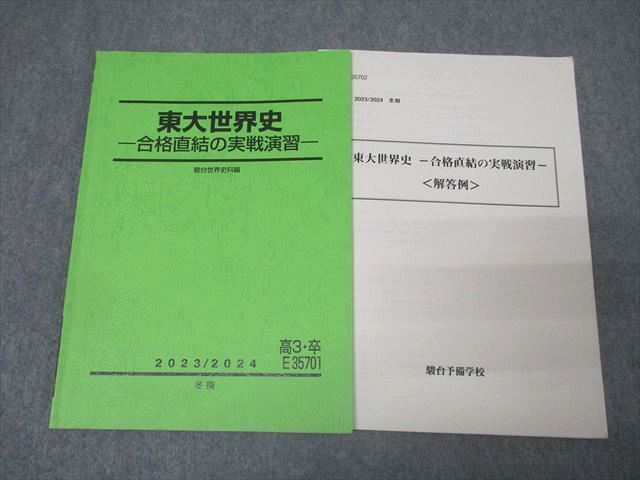 東大世界史
―合格直結の実戦演習―
駿台世界史科編
高3・卒
E35701
2023/2024
冬期
35702
2023/2024 冬期
東大世界史 －合格直結の実戦演習－
＜解答例＞
駿台予備学校